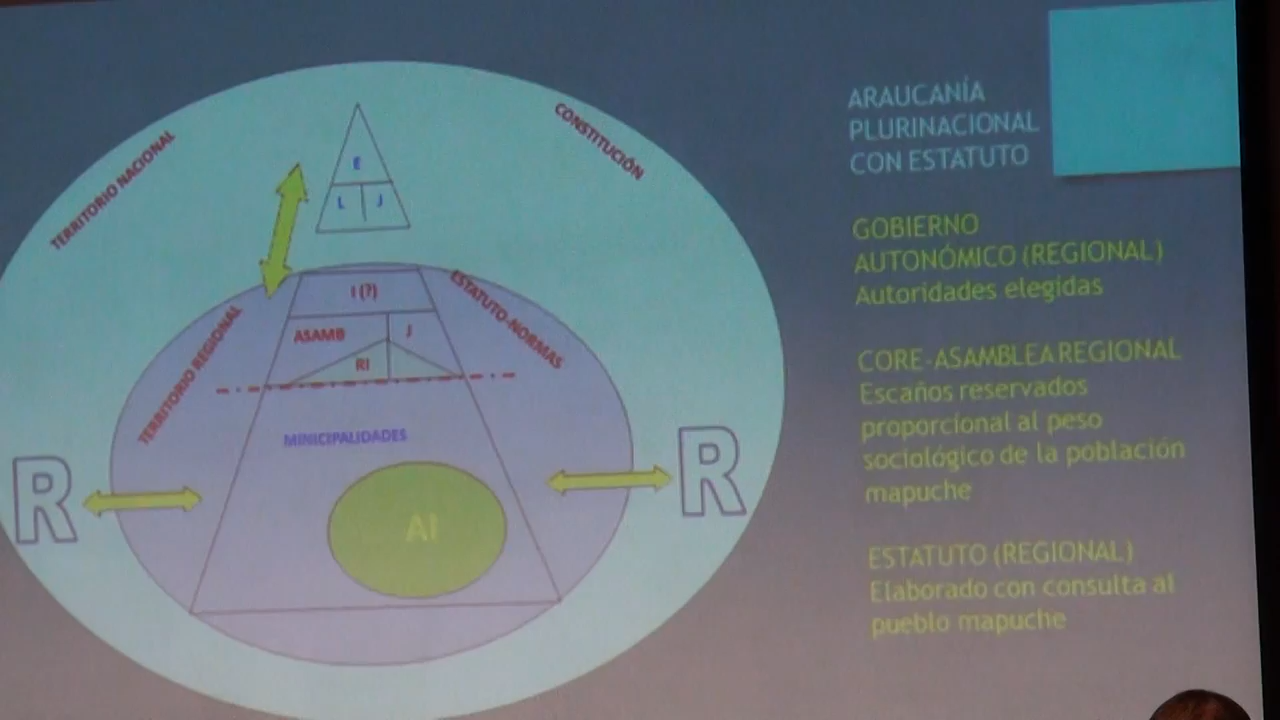 TERRITORIO NACIONAL
CONSTITUCIÓN
E
L J
I (?)
ESTATUTO-NORMAS
TERRITORIO REGIONAL
ASAMB J
RI
MINICIPALIDADES
R
R
AI
ARAUCANÍA
PLURINACIONAL
CON ESTATUTO
GOBIERNO
AUTONÓMICO (REGIONAL)
Autoridades elegidas
CORE-ASAMBLEA REGIONAL
Escaños reservados
proporcional al peso
sociológico de la población
mapuche
ESTATUTO (REGIONAL)
Elaborado con consulta al
pueblo mapuche